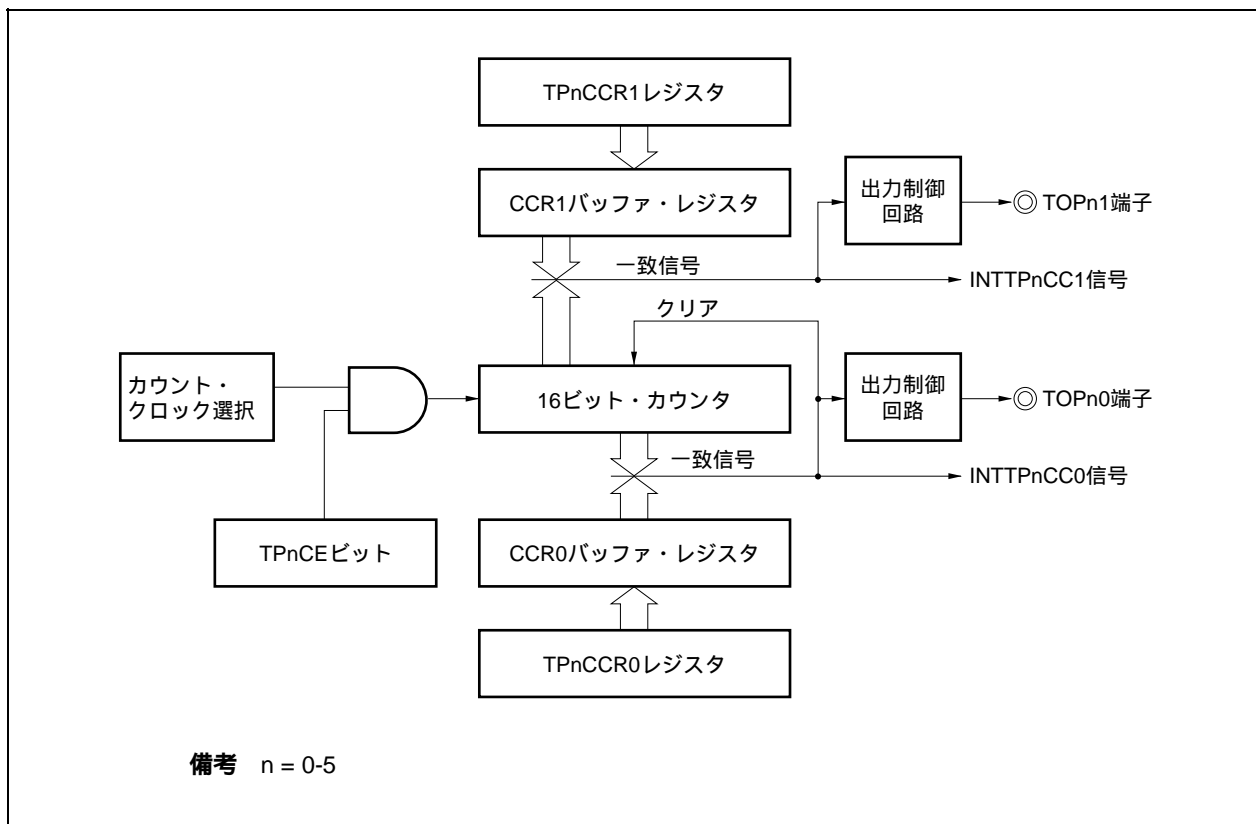 TPnCCR1レジスタ
CCR1バッファ・レジスタ
出力制御
回路
TOPn1端子
一致信号
INTTPnCC1信号
クリア
カウント・
クロック選択
16ビット・カウンタ
出力制御
回路
TOPn0端子
一致信号
INTTPnCC0信号
TPnCEビット
CCR0バッファ・レジスタ
TPnCCR0レジスタ
備考 n = 0-5